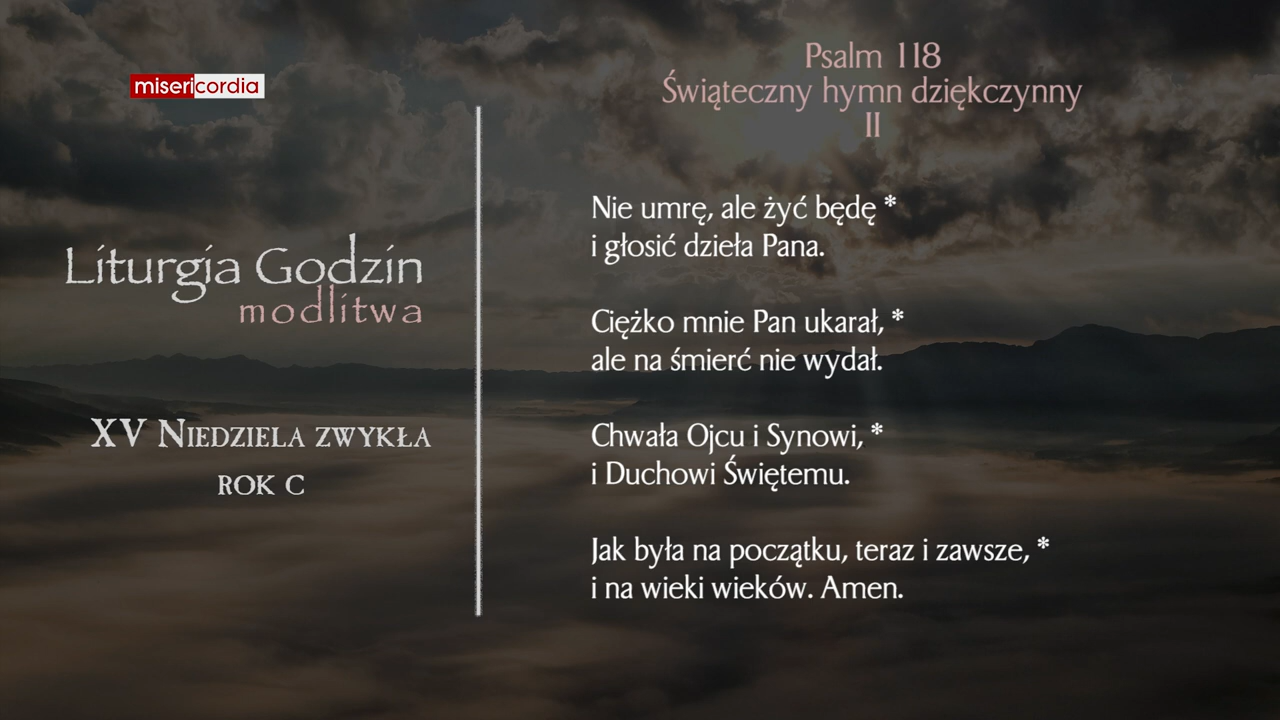 misericordia
Liturgia Godzin
modlitwa
XV Niedziela zwykła
rok C
Psalm 118
Świąteczny hymn dziękczynny
II
Nie umrę, ale żyć będę *
i głosić dzieła Pana.
Ciężko mnie Pan ukarał, *
ale na śmierć nie wydał.
Chwała Ojcu i Synowi, *
i Duchowi Świętemu.
Jak była na początku, teraz i zawsze, *
i na wieki wieków. Amen.